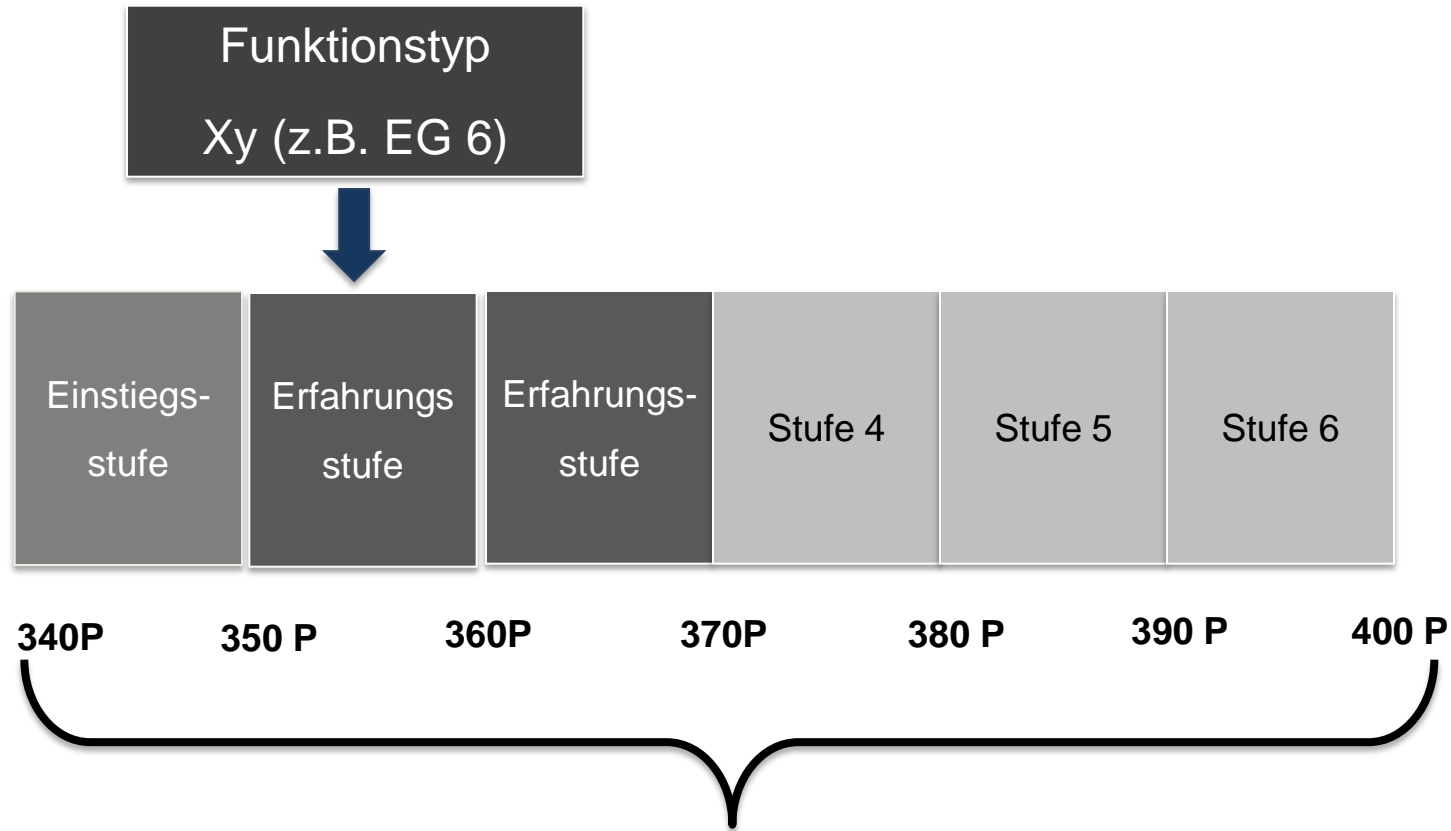 Funktionstyp
Xy (z.B. EG 6)
Einstiegs-
stufe
Erfahrungs
stufe
Erfahrungs-
stufe
Stufe 4
Stufe 5
Stufe 6
340P
350 P
360P
370P
380 P
390 P
400 P